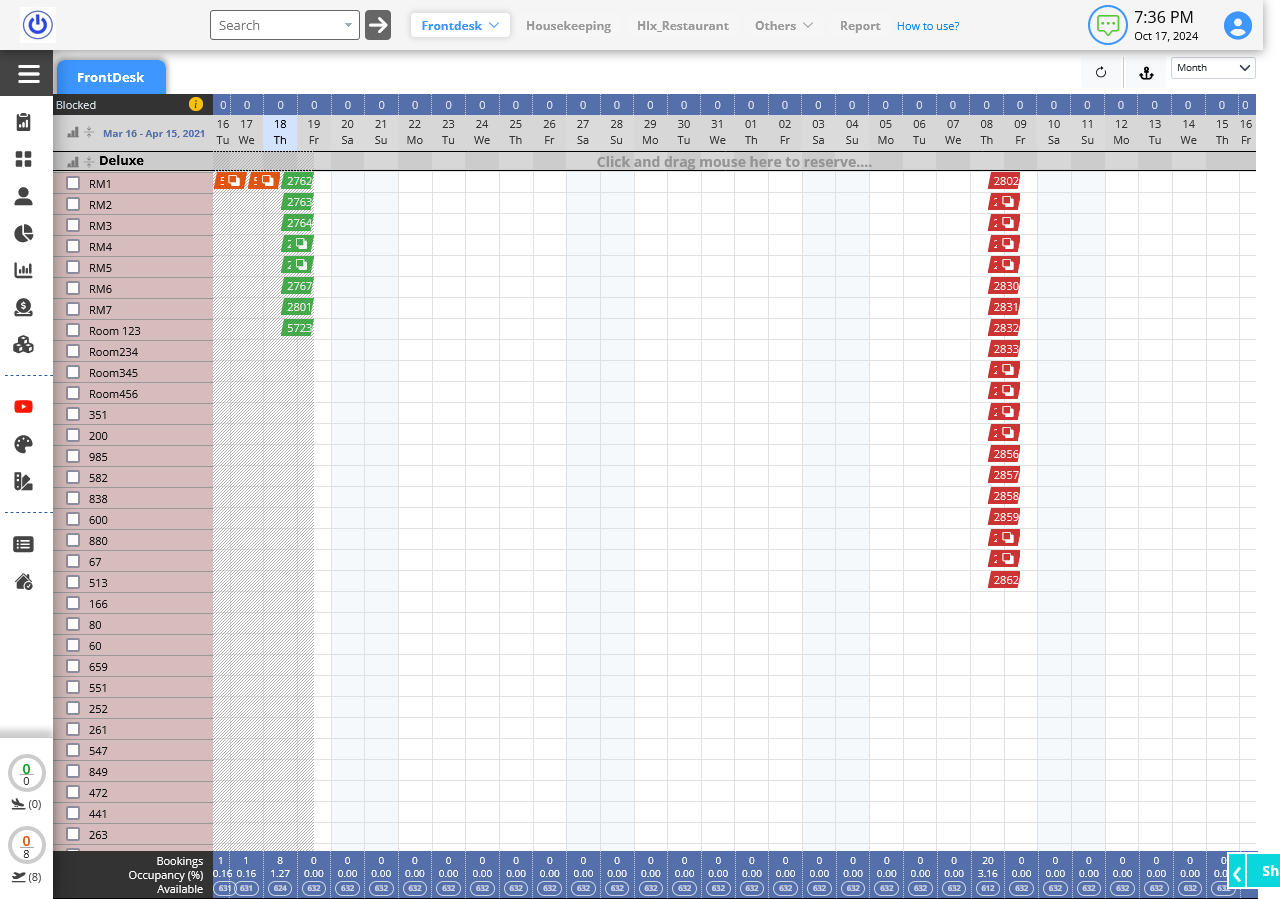 Search
Frontdesk
Housekeeping
Hlx_Restaurant
Others
Report
How to use?
7:36 PM
Oct 17, 2024
FrontDesk
Month
Blocked
0 0 0 0 0 0 0 0 0 0 0 0 0 0 0 0 0 0 0 0 0 0 0 0 0 0 0 0 0 0 0 0
Mar 16 - Apr 15, 2021
16 17 18 19 20 21 22 23 24 25 26 27 28 29 30 31 01 02 03 04 05 06 07 08 09 10 11 12 13 14 15 16
Tu We Th Fr Sa Su Mo Tu We Th Fr Sa Su Mo Tu We Th Fr Sa Su Mo Tu We Th Fr Sa Su Mo Tu We Th Fr
Deluxe
Click and drag mouse here to reserve....
RM1 2762 2802
RM2 2763
RM3 2764
RM4
RM5
RM6 2767 2830
RM7 2801 2831
Room 123 5723 2832
Room234 2833
Room345
Room456
351
200
985 2856
582 2857
838 2858
600 2859
880
67
513 2862
166
80
60
659
551
252
261
547
849
472
441
263
0
0
(0)
0
8
(8)
Bookings 1 1 8 0 0 0 0 0 0 0 0 0 0 0 0 0 0 0 0 0 0 0 0 20 0 0 0 0 0 0 0
Occupancy (%) 0.16 0.16 1.27 0.00 0.00 0.00 0.00 0.00 0.00 0.00 0.00 0.00 0.00 0.00 0.00 0.00 0.00 0.00 0.00 0.00 0.00 0.00 0.00 3.16 0.00 0.00 0.00 0.00 0.00 0.00
Available 631 631 624 632 632 632 632 632 632 632 632 632 632 632 632 632 632 632 632 632 632 632 632 612 632 632 632 632 632 632